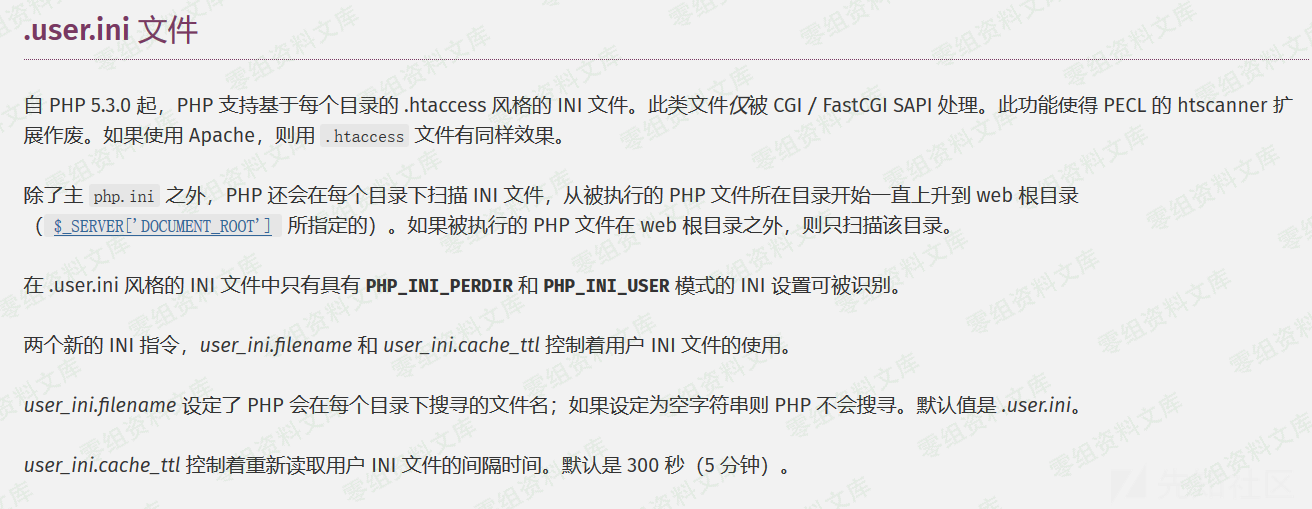 .user.ini 文件
自 PHP 5.3.0 起，PHP 支持基于每个目录的 .htaccess 风格的 INI 文件。此类文件仅被 CGI / FastCGI SAPI 处理。此功能使得 PECL 的 htscanner 扩
展作废。如果使用 Apache，则用 .htaccess 文件有同样效果。
除了主 php.ini 之外，PHP 还会在每个目录下扫描 INI 文件，从被执行的 PHP 文件所在目录开始一直上升到 web 根目录
（$_SERVER['DOCUMENT_ROOT'] 所指定的）。如果被执行的 PHP 文件在 web 根目录之外，则只扫描该目录。
在 .user.ini 风格的 INI 文件中只有具有 PHP_INI_PERDIR 和 PHP_INI_USER 模式的 INI 设置可被识别。
两个新的 INI 指令，user_ini.filename 和 user_ini.cache_ttl 控制着用户 INI 文件的使用。
user_ini.filename 设定了 PHP 会在每个目录下搜寻的文件名；如果设定为空字符串则 PHP 不会搜寻。默认值是 .user.ini。
user_ini.cache_ttl 控制着重新读取用户 INI 文件的间隔时间。默认是 300 秒（5 分钟）。
零组资料文库
先知社区